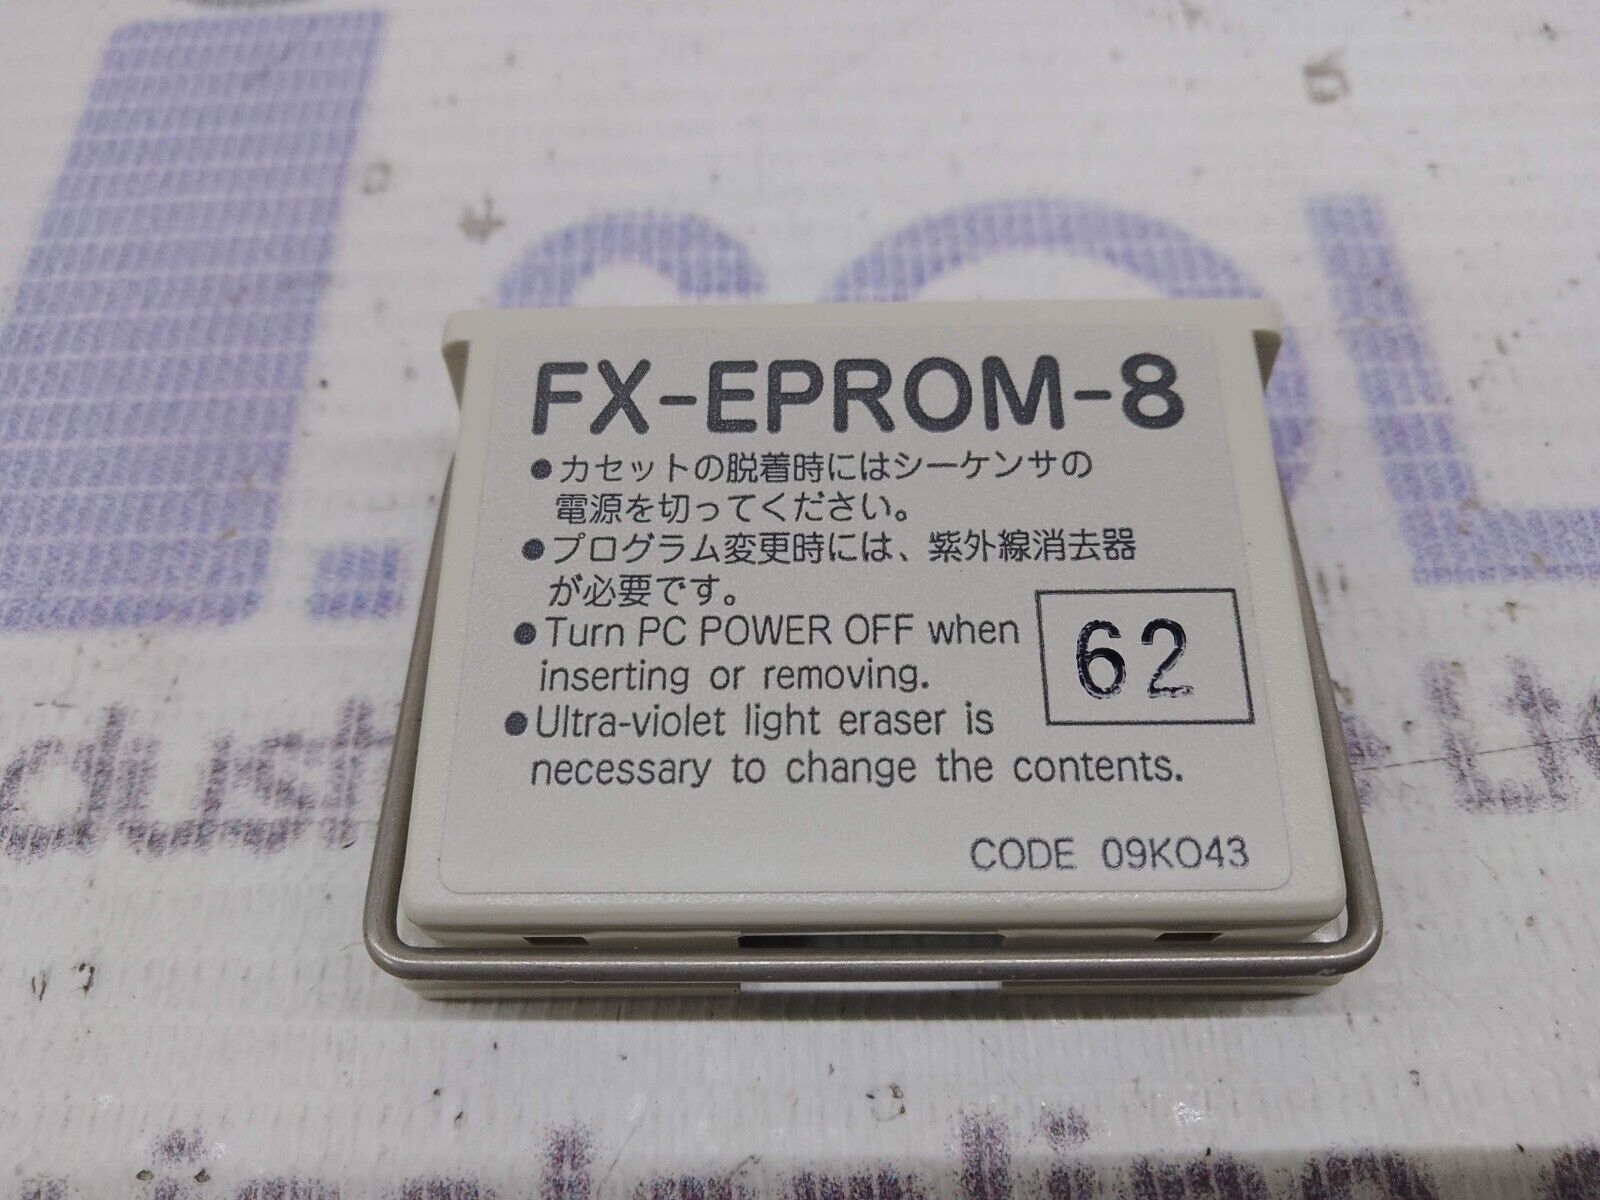 FX-EPROM-8
●カセットの脱着時にはシーケンサの
電源を切ってください。
●プログラム変更時には、紫外線消去器
が必要です。
●Turn PC POWER OFF when
inserting or removing.
62
●Ultra-violet light eraser is
necessary to change the contents.
CODE 09K043